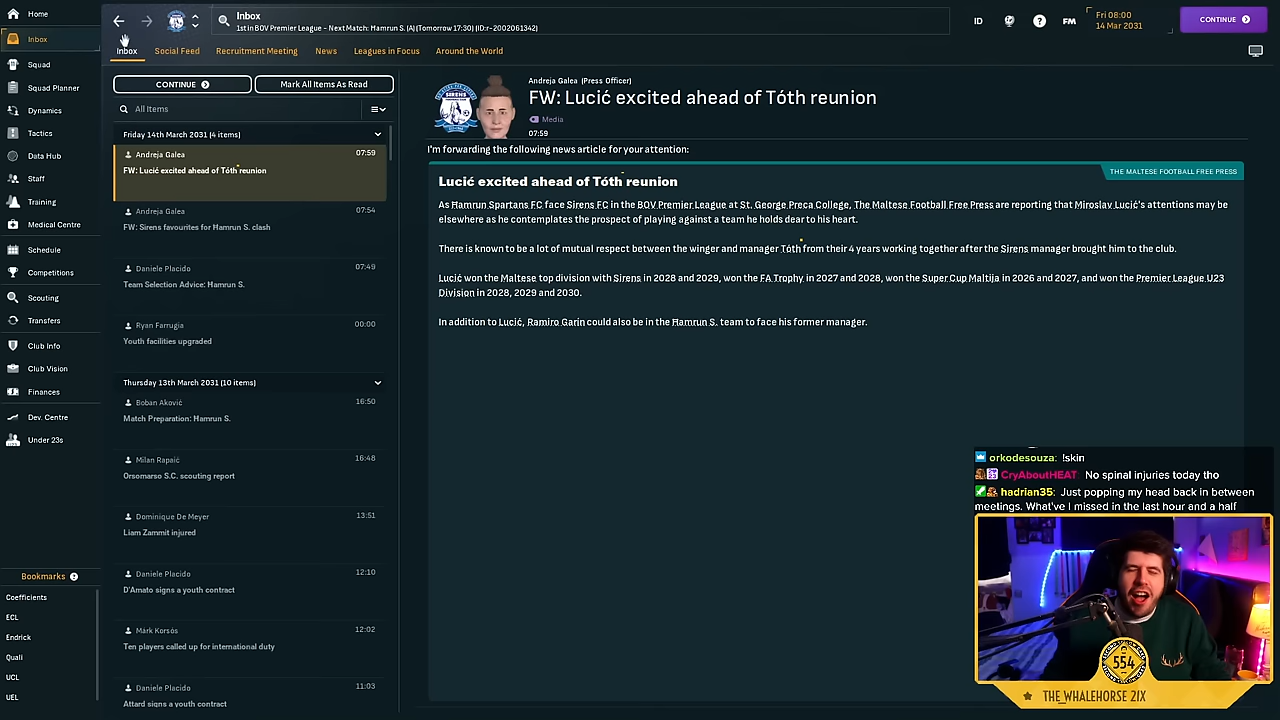 Home
Inbox
Squad
Squad Planner
Dynamics
Tactics
Data Hub
Staff
Training
Medical Centre
Schedule
Competitions
Scouting
Transfers
Club Info
Club Vision
Finances
Dev. Centre
Under 23s
Bookmarks
Coefficients
ECL
Endrick
Quali
UCL
UEL
Inbox
1st in BOV Premier League - Next Match: Hamrun S. (A) (Tomorrow 17:30) (ID:r-2002061342)
ID
FM
Fri 08:00
14 Mar 2031
CONTINUE
Inbox
Social Feed
Recruitment Meeting
News
Leagues in Focus
Around the World
CONTINUE
Mark All Items As Read
All Items
Friday 14th March 2031 (4 items)
Andreja Galea 07:59
FW: Lucić excited ahead of Tóth reunion
Andreja Galea 07:54
FW: Sirens favourites for Hamrun S. clash
Daniele Placido 07:49
Team Selection Advice: Hamrun S.
Ryan Farrugia 00:00
Youth facilities upgraded
Thursday 13th March 2031 (10 items)
Boban Aković 16:50
Match Preparation: Hamrun S.
Milan Rapaić 16:48
Orsomarso S.C. scouting report
Dominique De Meyer 13:51
Liam Zammit injured
Daniele Placido 12:10
D'Amato signs a youth contract
Márk Korsós 12:02
Ten players called up for international duty
Daniele Placido 11:03
Attard signs a youth contract
SIRENS
Andreja Galea (Press Officer)
FW: Lucić excited ahead of Tóth reunion
Media
07:59
I'm forwarding the following news article for your attention:
THE MALTESE FOOTBALL FREE PRESS
Lucić excited ahead of Tóth reunion
As Hamrun Spartans FC face Sirens FC in the BOV Premier League at St. George Preca College, The Maltese Football Free Press are reporting that Miroslav Lucić's attentions may be
elsewhere as he contemplates the prospect of playing against a team he holds dear to his heart.
There is known to be a lot of mutual respect between the winger and manager Tóth from their 4 years working together after the Sirens manager brought him to the club.
Lucić won the Maltese top division with Sirens in 2028 and 2029, won the FA Trophy in 2027 and 2028, won the Super Cup Maltija in 2026 and 2027, and won the Premier League U23
Division in 2028, 2029 and 2030.
In addition to Lucić, Ramiro Garin could also be in the Hamrun S. team to face his former manager.
orkodesouza: !skin
CryAboutHEAT: No spinal injuries today tho
hadrian35: Just popping my head back in between
meetings. What've I missed in the last hour and a half
554
THE_WHALEHORSE 21X